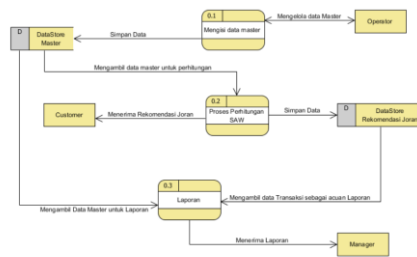 0.1
Mengisi data master
Mengelola data Master
Operator
D
DataStore
Master
Simpan Data
Mengambil data master untuk perhitungan
0.2
Proses Perhitungan
SAW
Customer
Menerima Rekomendasi Joran
Simpan Data
D
DataStore
Rekomendasi Joran
0.3
Laporan
Mengambil Data Master untuk Laporan
Mengambil data Transaksi sebagai acuan Laporan
Menerima Laporan
Manager